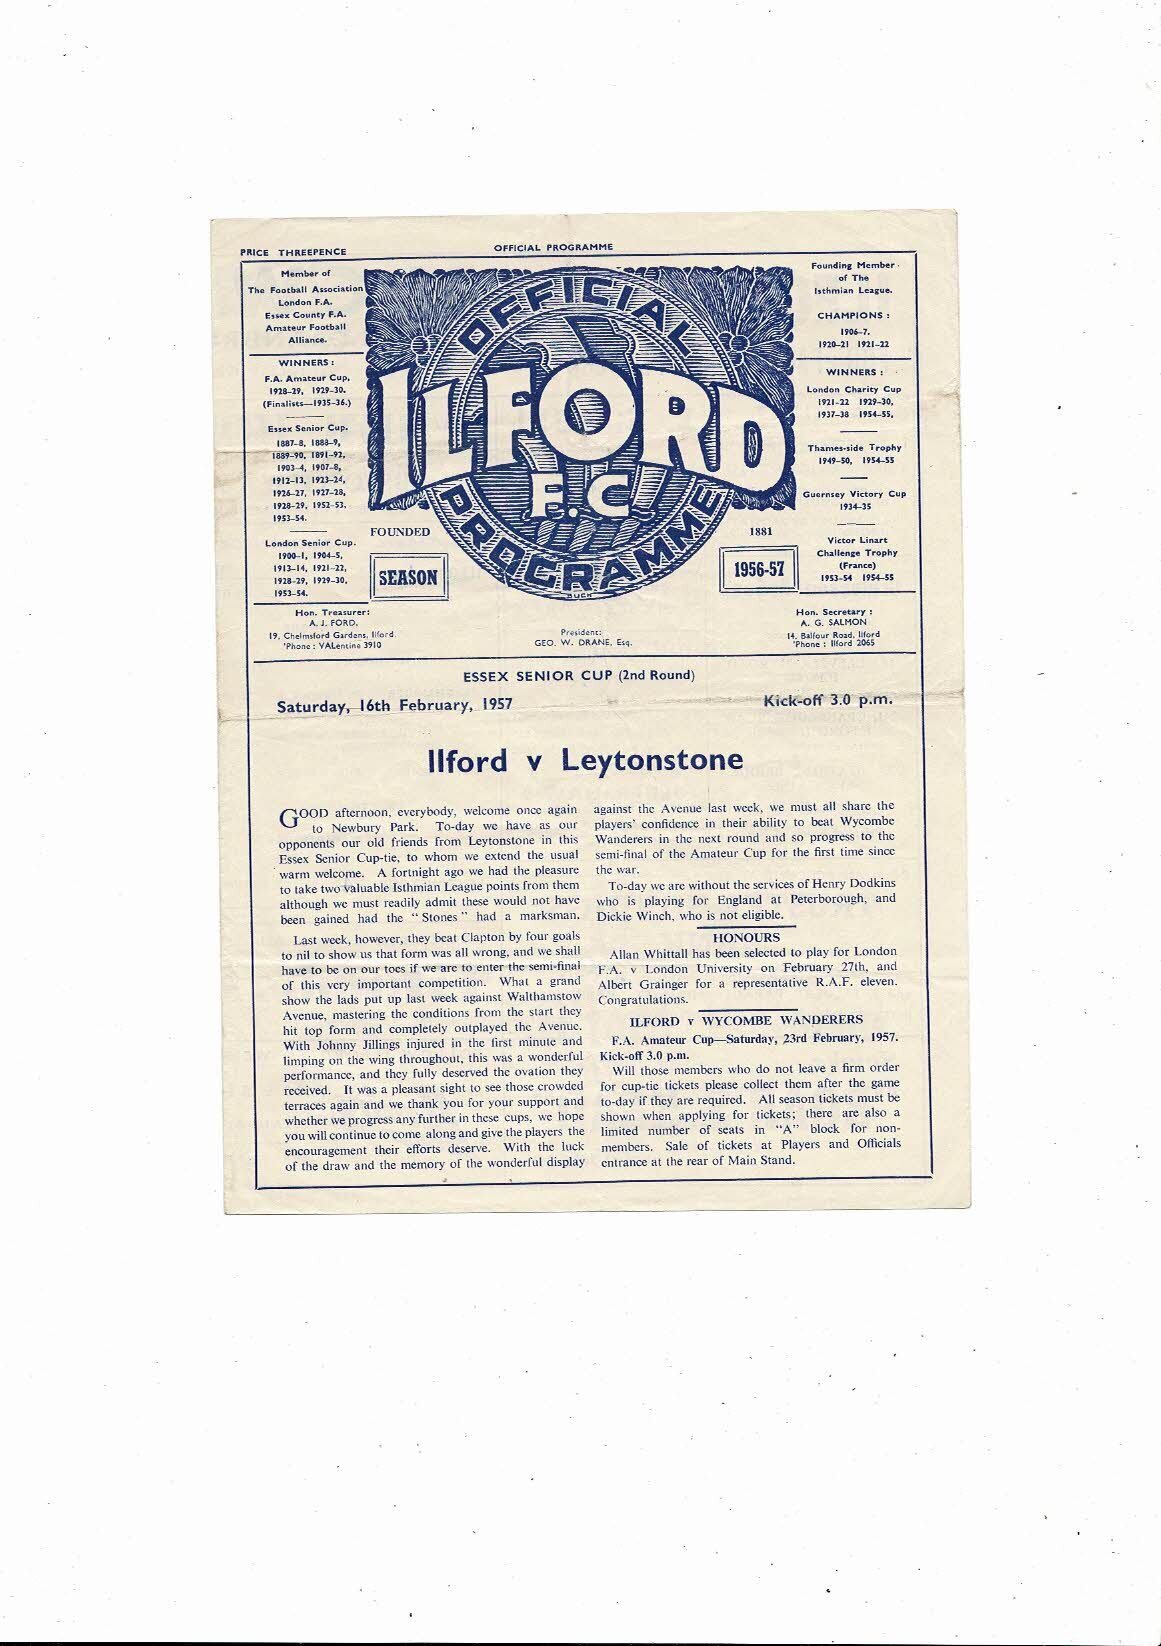 PRICE THREEPENCE
OFFICIAL PROGRAMME
Member of
The Football Association
London F.A.
Essex County F.A.
Amateur Football
Alliance.
WINNERS :
F.A. Amateur Cup,
1928-29, 1929-30.
(Finalists—1935-36.)
Essex Senior Cup.
1887-8, 1888-9,
1889-90, 1891-92,
1903-4, 1907-8,
1912-13, 1923-24,
1926-27, 1927-28,
1928-29, 1952-53,
1953-54.
London Senior Cup.
1900-1, 1904-5,
1913-14, 1921-22,
1928-29, 1929-30,
1953-54.
OFFICIAL
ILFORD
F.C.
PROGRAMME
BUCK
FOUNDED
1881
SEASON
1956-57
Founding Member
of The
Isthmian League.
CHAMPIONS :
1906-7.
1920-21 1921-22
WINNERS :
London Charity Cup
1921-22 1929-30,
1937-38 1954-55,
Thames-side Trophy
1949-50, 1954-55
Guernsey Victory Cup
1934-35
Victor Linart
Challenge Trophy
(France)
1953-54 1954-55
Hon. Treasurer:
A. J. FORD,
19, Chelmsford Gardens, Ilford.
'Phone : VALentine 3910
President:
GEO. W. DRANE, Esq.
Hon. Secretary :
A. G. SALMON
14, Balfour Road, Ilford
'Phone : Ilford 2065
ESSEX SENIOR CUP (2nd Round)
Saturday, 16th February, 1957
Kick-off 3.0 p.m.
Ilford v Leytonstone
GOOD afternoon, everybody, welcome once again
to Newbury Park. To-day we have as our
opponents our old friends from Leytonstone in this
Essex Senior Cup-tie, to whom we extend the usual
warm welcome. A fortnight ago we had the pleasure
to take two valuable Isthmian League points from them
although we must readily admit these would not have
been gained had the "Stones" had a marksman.
Last week, however, they beat Clapton by four goals
to nil to show us that form was all wrong, and we shall
have to be on our toes if we are to enter the semi-final
of this very important competition. What a grand
show the lads put up last week against Walthamstow
Avenue, mastering the conditions from the start they
hit top form and completely outplayed the Avenue.
With Johnny Jillings injured in the first minute and
limping on the wing throughout, this was a wonderful
performance, and they fully deserved the ovation they
received. It was a pleasant sight to see those crowded
terraces again and we thank you for your support and
whether we progress any further in these cups, we hope
you will continue to come along and give the players the
encouragement their efforts deserve. With the luck
of the draw and the memory of the wonderful display
against the Avenue last week, we must all share the
players' confidence in their ability to beat Wycombe
Wanderers in the next round and so progress to the
semi-final of the Amateur Cup for the first time since
the war.
To-day we are without the services of Henry Dodkins
who is playing for England at Peterborough, and
Dickie Winch, who is not eligible.
HONOURS
Allan Whittall has been selected to play for London
F.A. v London University on February 27th, and
Albert Grainger for a representative R.A.F. eleven.
Congratulations.
ILFORD v WYCOMBE WANDERERS
F.A. Amateur Cup—Saturday, 23rd February, 1957.
Kick-off 3.0 p.m.
Will those members who do not leave a firm order
for cup-tie tickets please collect them after the game
to-day if they are required. All season tickets must be
shown when applying for tickets; there are also a
limited number of seats in "A" block for non-
members. Sale of tickets at Players and Officials
entrance at the rear of Main Stand.